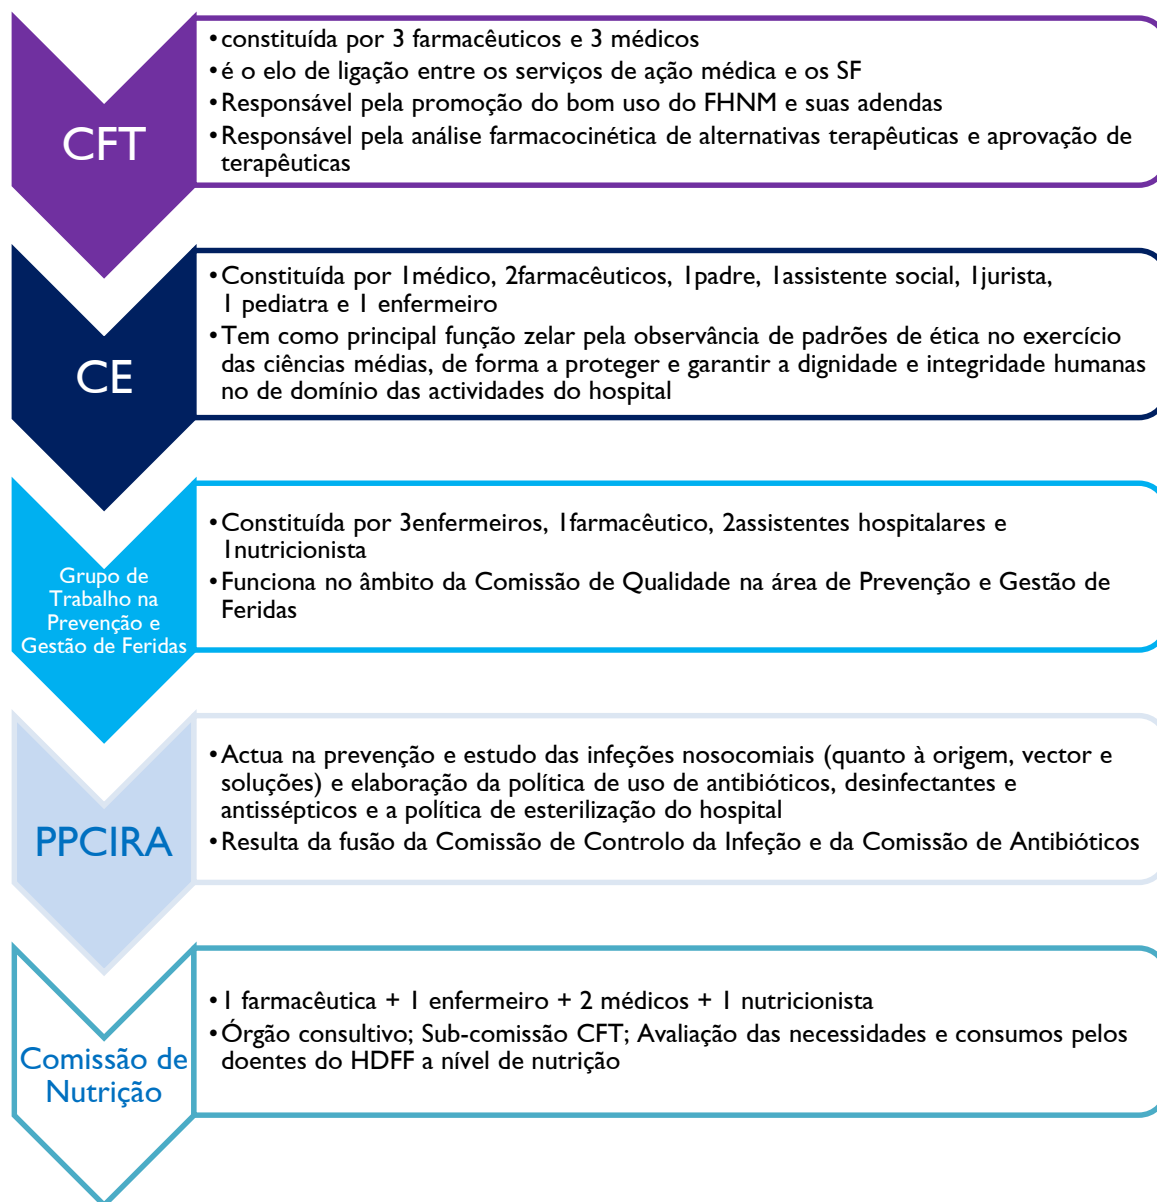 CFT
•constituída por 3 farmacêuticos e 3 médicos
•é o elo de ligação entre os serviços de ação médica e os SF
•Responsável pela promoção do bom uso do FHNM e suas adendas
•Responsável pela análise farmacocinética de alternativas terapêuticas e aprovação de
terapêuticas
CE
•Constituída por 1médico, 2farmacêuticos, 1padre, 1assistente social, 1jurista,
1 pediatra e 1 enfermeiro
•Tem como principal função zelar pela observância de padrões de ética no exercício
das ciências médias, de forma a proteger e garantir a dignidade e integridade humanas
no de domínio das actividades do hospital
Grupo de
Trabalho na
Prevenção e
Gestão de Feridas
•Constituída por 3enfermeiros, 1farmacêutico, 2assistentes hospitalares e
1nutricionista
•Funciona no âmbito da Comissão de Qualidade na área de Prevenção e Gestão de
Feridas
PPCIRA
•Actua na prevenção e estudo das infeções nosocomiais (quanto à origem, vector e
soluções) e elaboração da política de uso de antibióticos, desinfectantes e
antissépticos e a política de esterilização do hospital
•Resulta da fusão da Comissão de Controlo da Infeção e da Comissão de Antibióticos
Comissão de
Nutrição
•1 farmacêutica + 1 enfermeiro + 2 médicos + 1 nutricionista
•Órgão consultivo; Sub-comissão CFT; Avaliação das necessidades e consumos pelos
doentes do HDFF a nível de nutrição